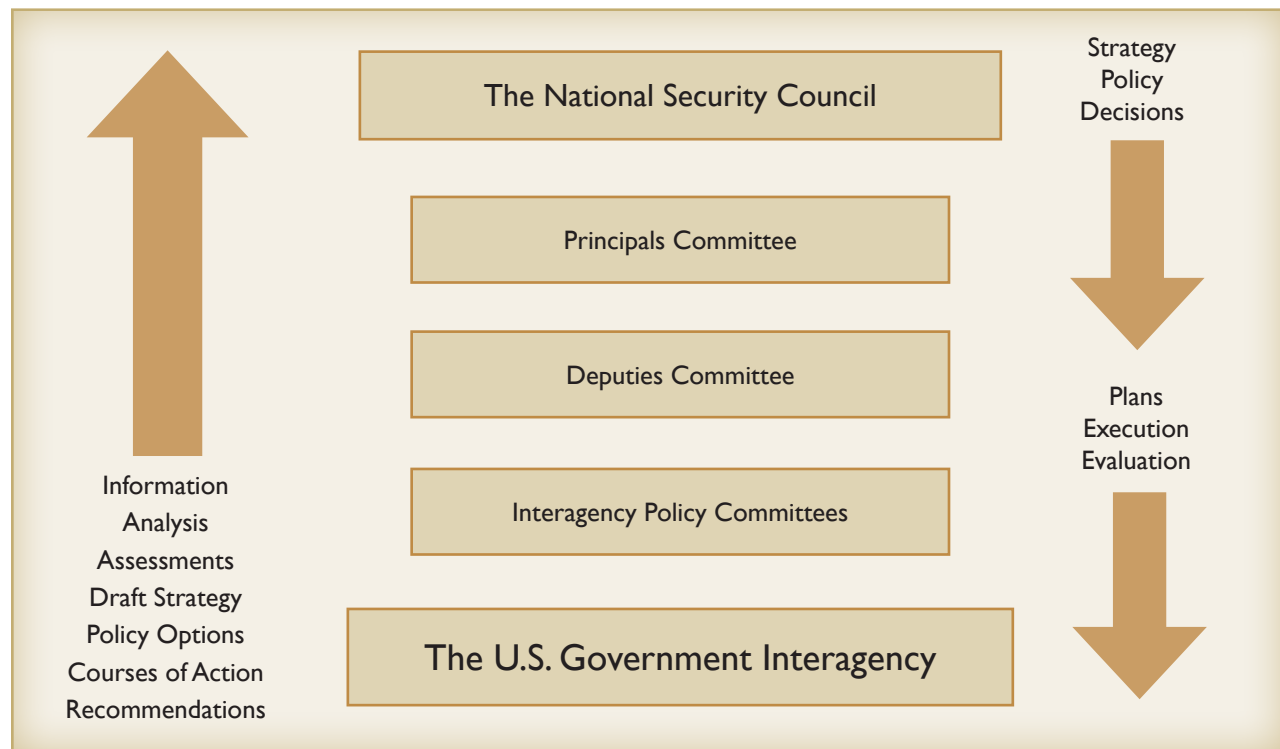 The National Security Council
Principals Committee
Deputies Committee
Interagency Policy Committees
The U.S. Government Interagency
Information
Analysis
Assessments
Draft Strategy
Policy Options
Courses of Action
Recommendations
Strategy
Policy
Decisions
Plans
Execution
Evaluation